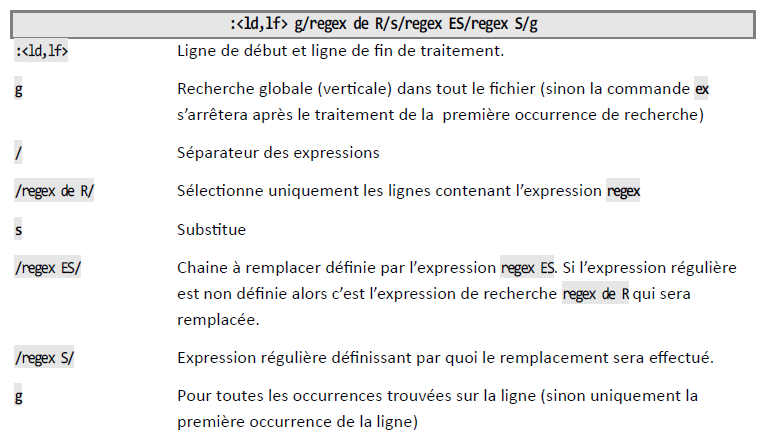 :<ld,lf> g/regex de R/s/regex ES/regex S/g
:<ld,lf> Ligne de début et ligne de fin de traitement.
g Recherche globale (verticale) dans tout le fichier (sinon la commande ex
s'arrêtera après le traitement de la première occurrence de recherche)
/ Séparateur des expressions
/regex de R/ Sélectionne uniquement les lignes contenant l'expression regex
s Substitue
/regex ES/ Chaine à remplacer définie par l'expression regex ES. Si l'expression régulière
est non définie alors c'est l'expression de recherche regex de R qui sera
remplacée.
/regex S/ Expression régulière définissant par quoi le remplacement sera effectué.
g Pour toutes les occurrences trouvées sur la ligne (sinon uniquement la
première occurrence de la ligne)